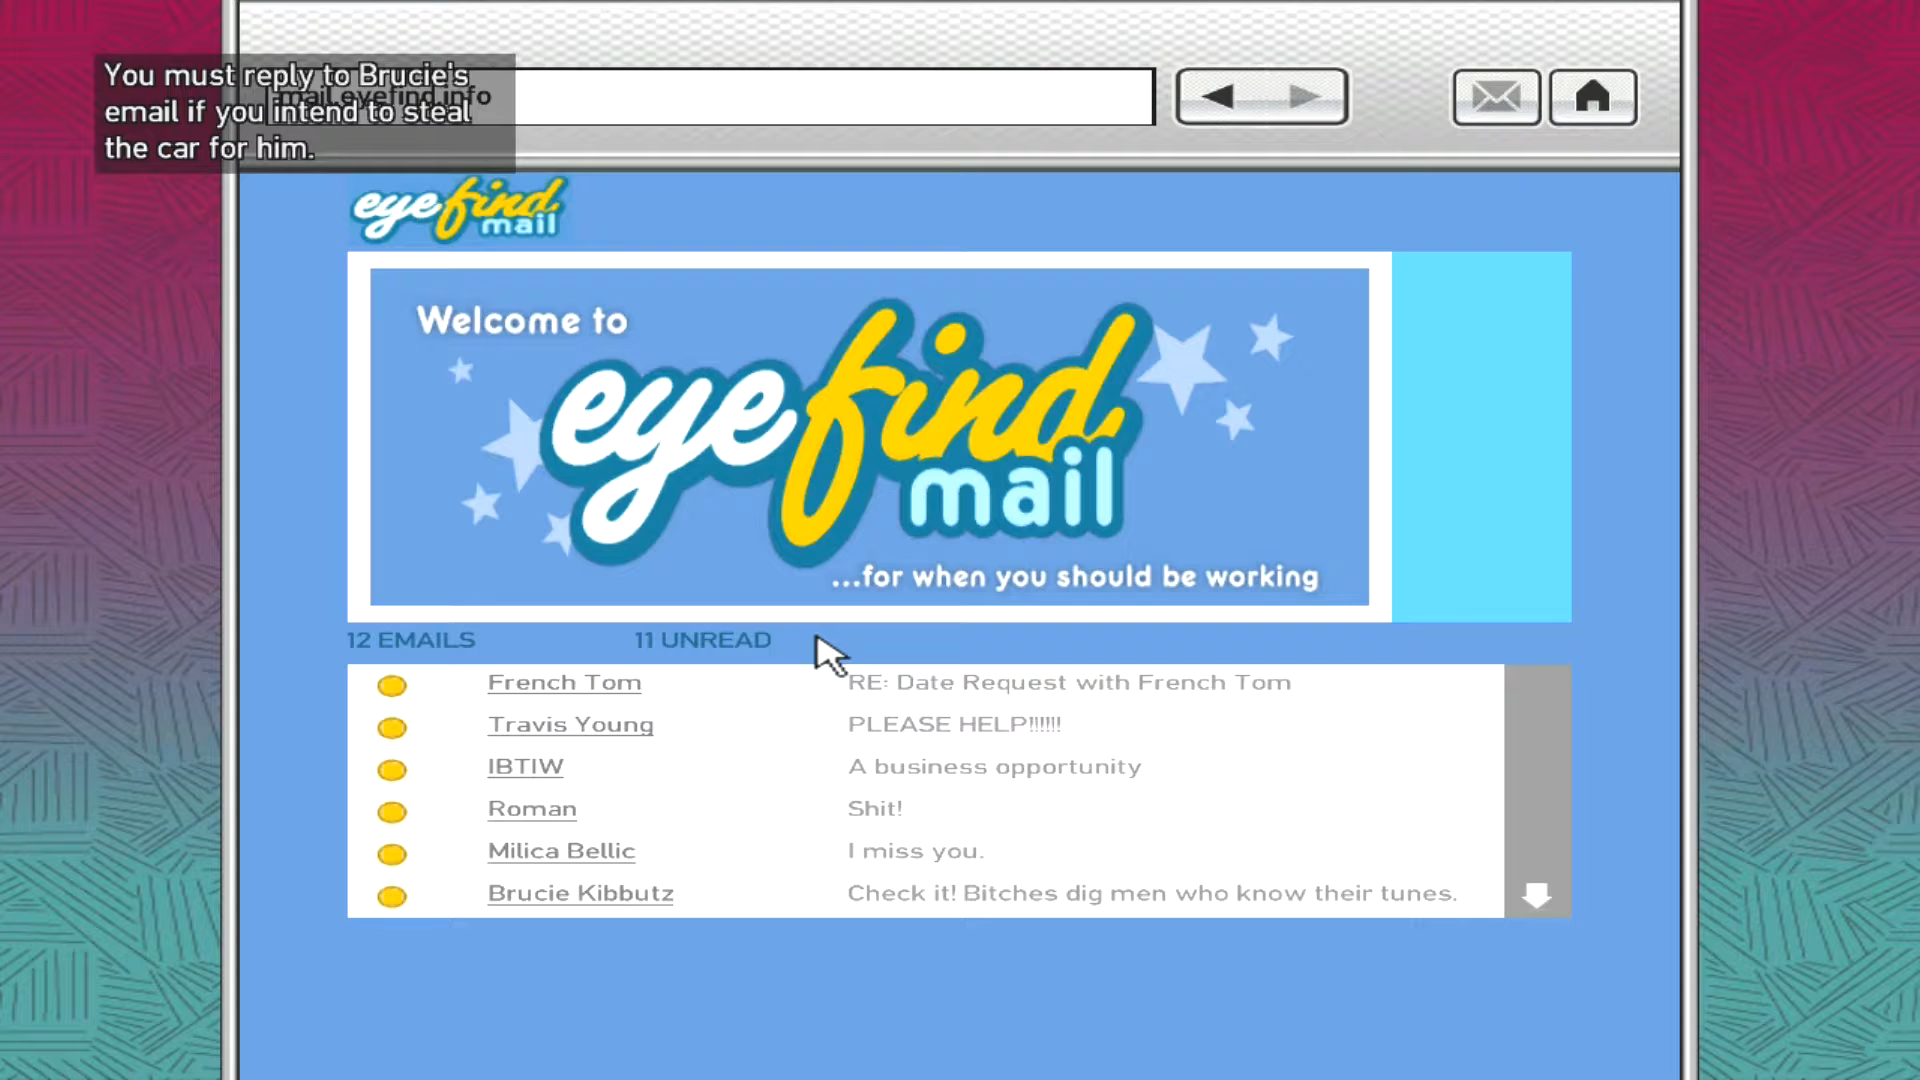 You must reply to Brucie's
email if you intend to steal
the car for him.
mail.eyefind.info
eyefind mail
Welcome to
eyefind mail
...for when you should be working
12 EMAILS 11 UNREAD
French Tom RE: Date Request with French Tom
Travis Young PLEASE HELP!!!!!!
IBTIW A business opportunity
Roman Shit!
Milica Bellic I miss you.
Brucie Kibbutz Check it! Bitches dig men who know their tunes.